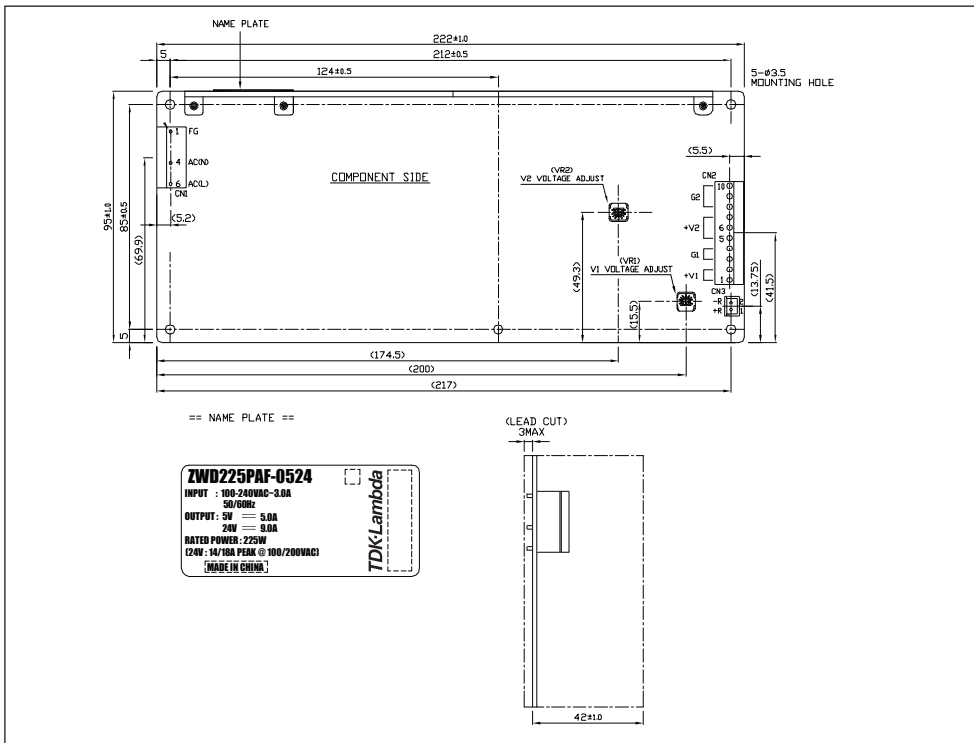 NAME PLATE
222±1.0
5
212±0.5
124±0.5
5-ø3.5
MOUNTING HOLE
1 FG
4 AC(N)
6 AC(L)
CN1
(5.2)
COMPONENT SIDE
(VR2)
V2 VOLTAGE ADJUST
(VR1)
V1 VOLTAGE ADJUST
(5.5)
CN2
10
G2
+V2
6
5
G1
+V1
1
CN3
-R 2
+R 1
95±1.0
85±0.5
(69.9)
5
(49.3)
(15.5)
(13.75)
(41.5)
(174.5)
(200)
(217)
== NAME PLATE ==
ZWD225PAF-0524
INPUT : 100-240VAC~3.0A
50/60Hz
OUTPUT : 5V ⎓ 5.0A
24V ⎓ 9.0A
RATED POWER : 225W
(24V : 14/18A PEAK @ 100/200VAC)
MADE IN CHINA
TDK·Lambda
(LEAD CUT)
3MAX
42±1.0